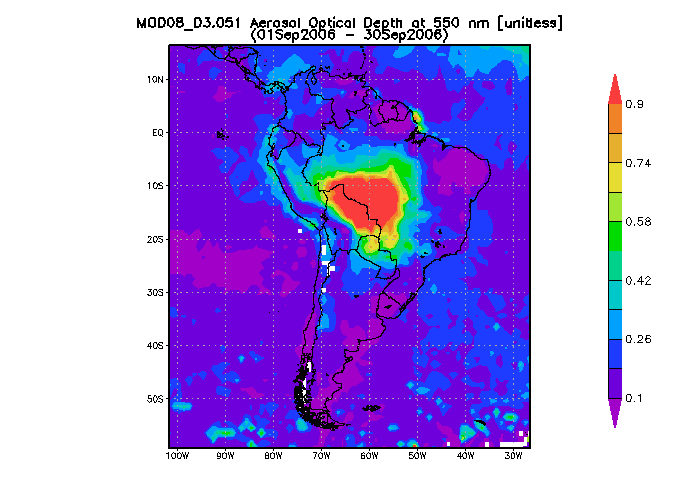 MOD08_D3.051 Aerosol Optical Depth at 550 nm [unitless]
(01Sep2006 - 30Sep2006)
10N
EQ
10S
20S
30S
40S
50S
100W 90W 80W 70W 60W 50W 40W 30W
0.9
0.74
0.58
0.42
0.26
0.1